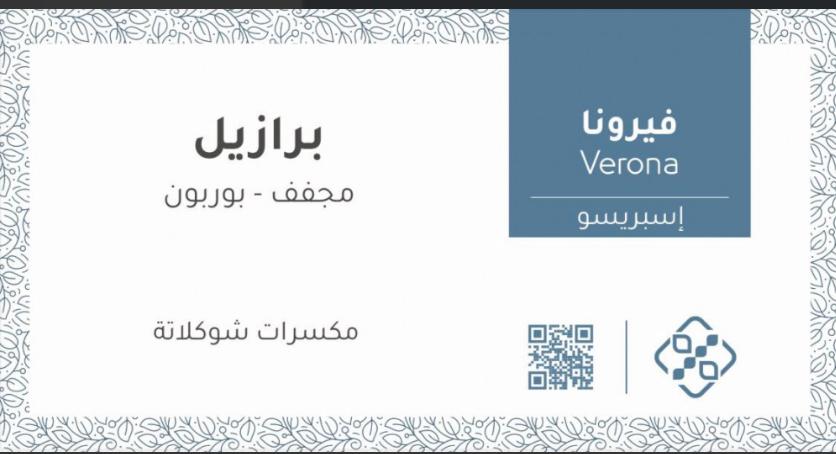 فيرونا
Verona
إسبريسو
برازيل
مجفف - بوربون
مكسرات شوكلاتة